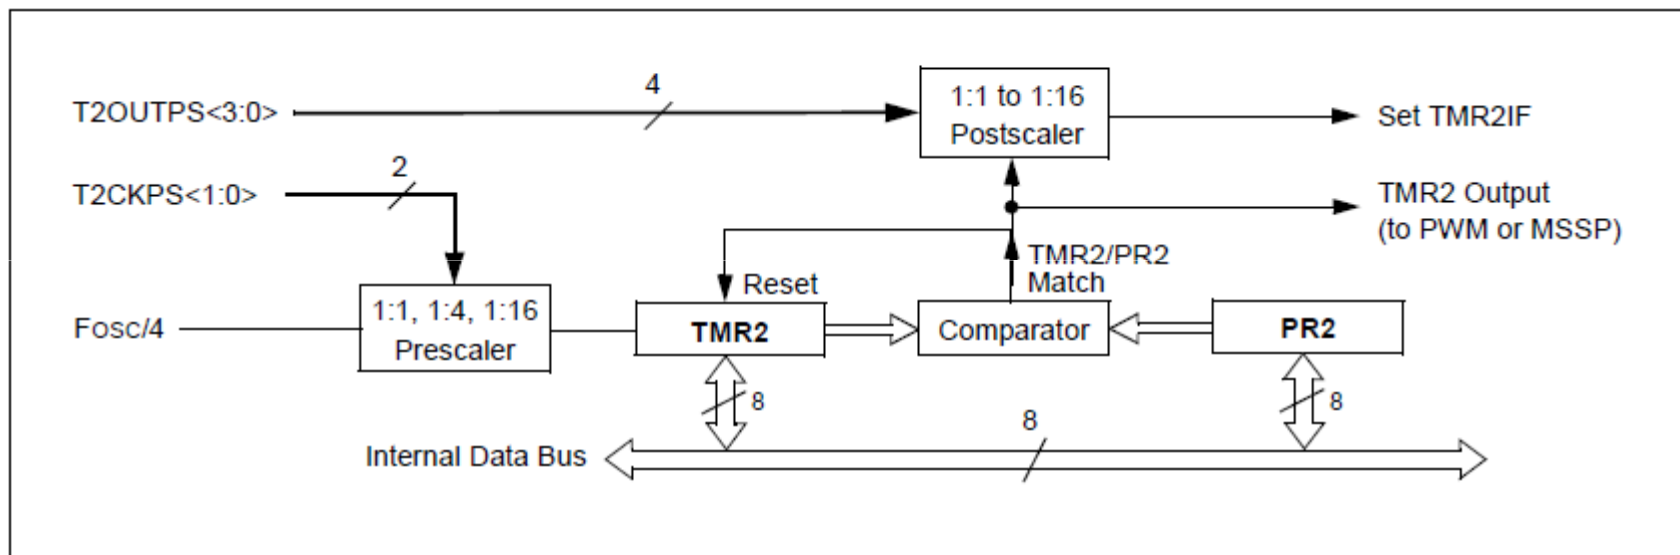 4
T2OUTPS<3:0>
1:1 to 1:16
Postscaler
Set TMR2IF
2
T2CKPS<1:0>
TMR2 Output
(to PWM or MSSP)
TMR2/PR2
Match
Reset
Fosc/4
1:1, 1:4, 1:16
Prescaler
TMR2
Comparator
PR2
8
8
8
Internal Data Bus